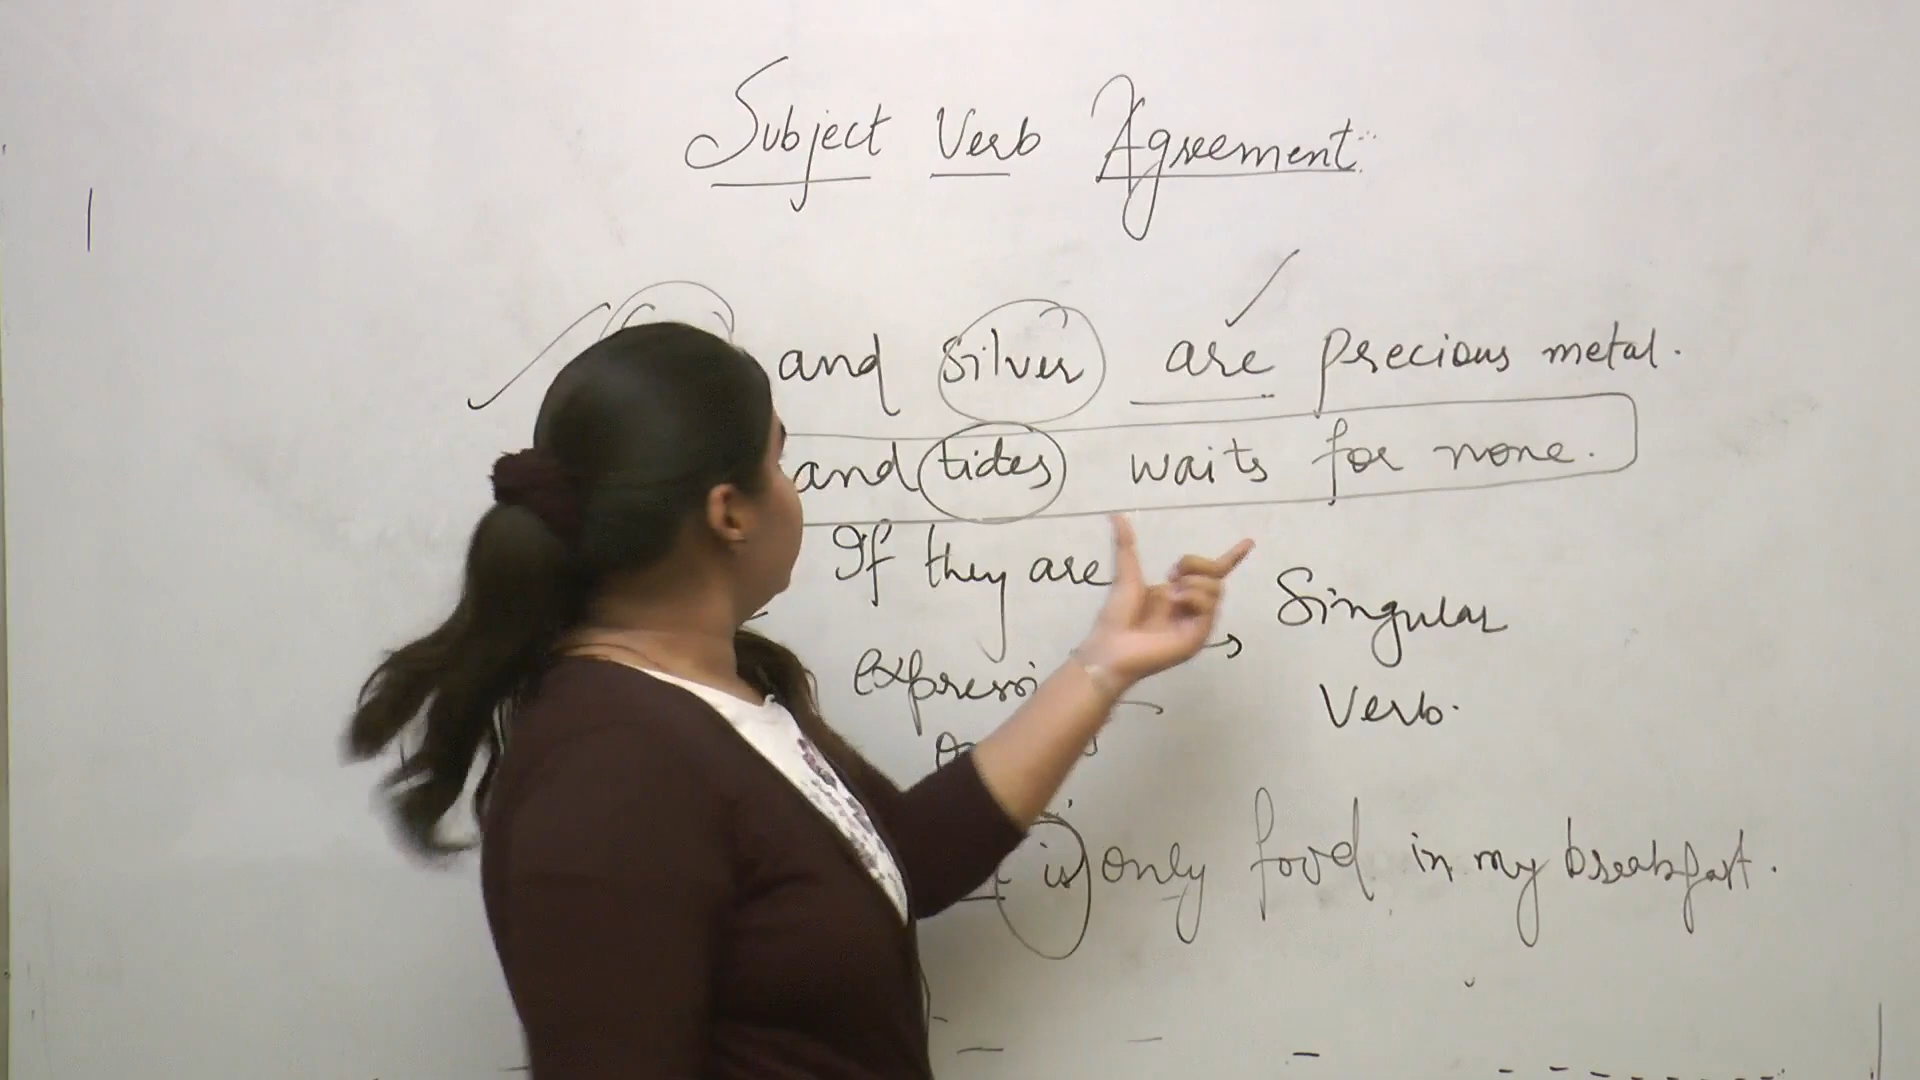 Subject Verb Agreement
and silver are precious metal.
and tides waits for none.
If they are
Singular
Verb.
is only food in my breakfast.